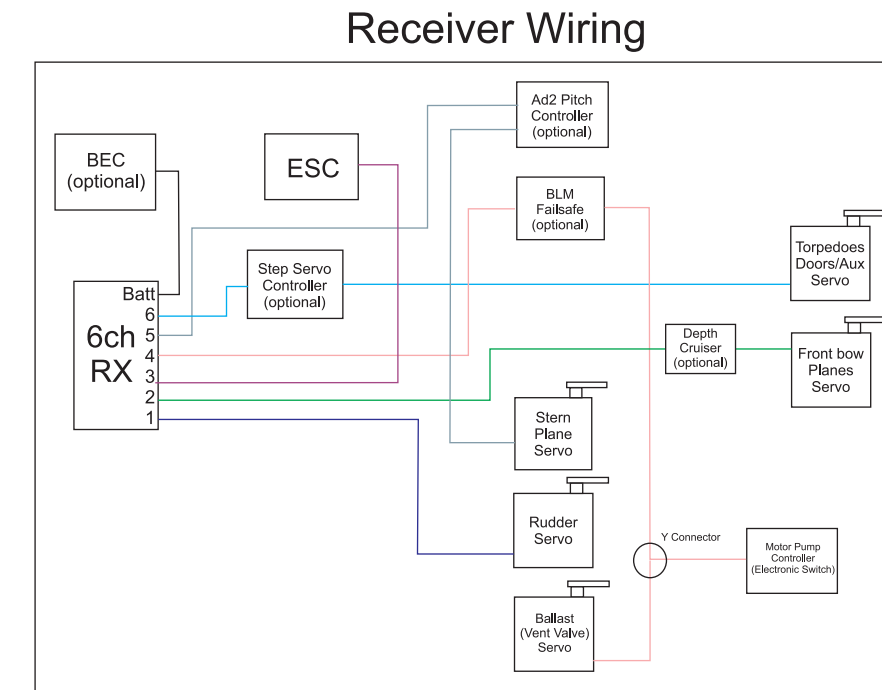 Receiver Wiring
Ad2 Pitch
Controller
(optional)
BEC
(optional)
ESC
BLM
Failsafe
(optional)
Torpedoes
Doors/Aux
Servo
Step Servo
Controller
(optional)
6ch
RX
Batt
6
5
4
3
2
1
Depth
Cruiser
(optional)
Front bow
Planes
Servo
Stern
Plane
Servo
Rudder
Servo
Y Connector
Motor Pump
Controller
(Electronic Switch)
Ballast
(Vent Valve)
Servo